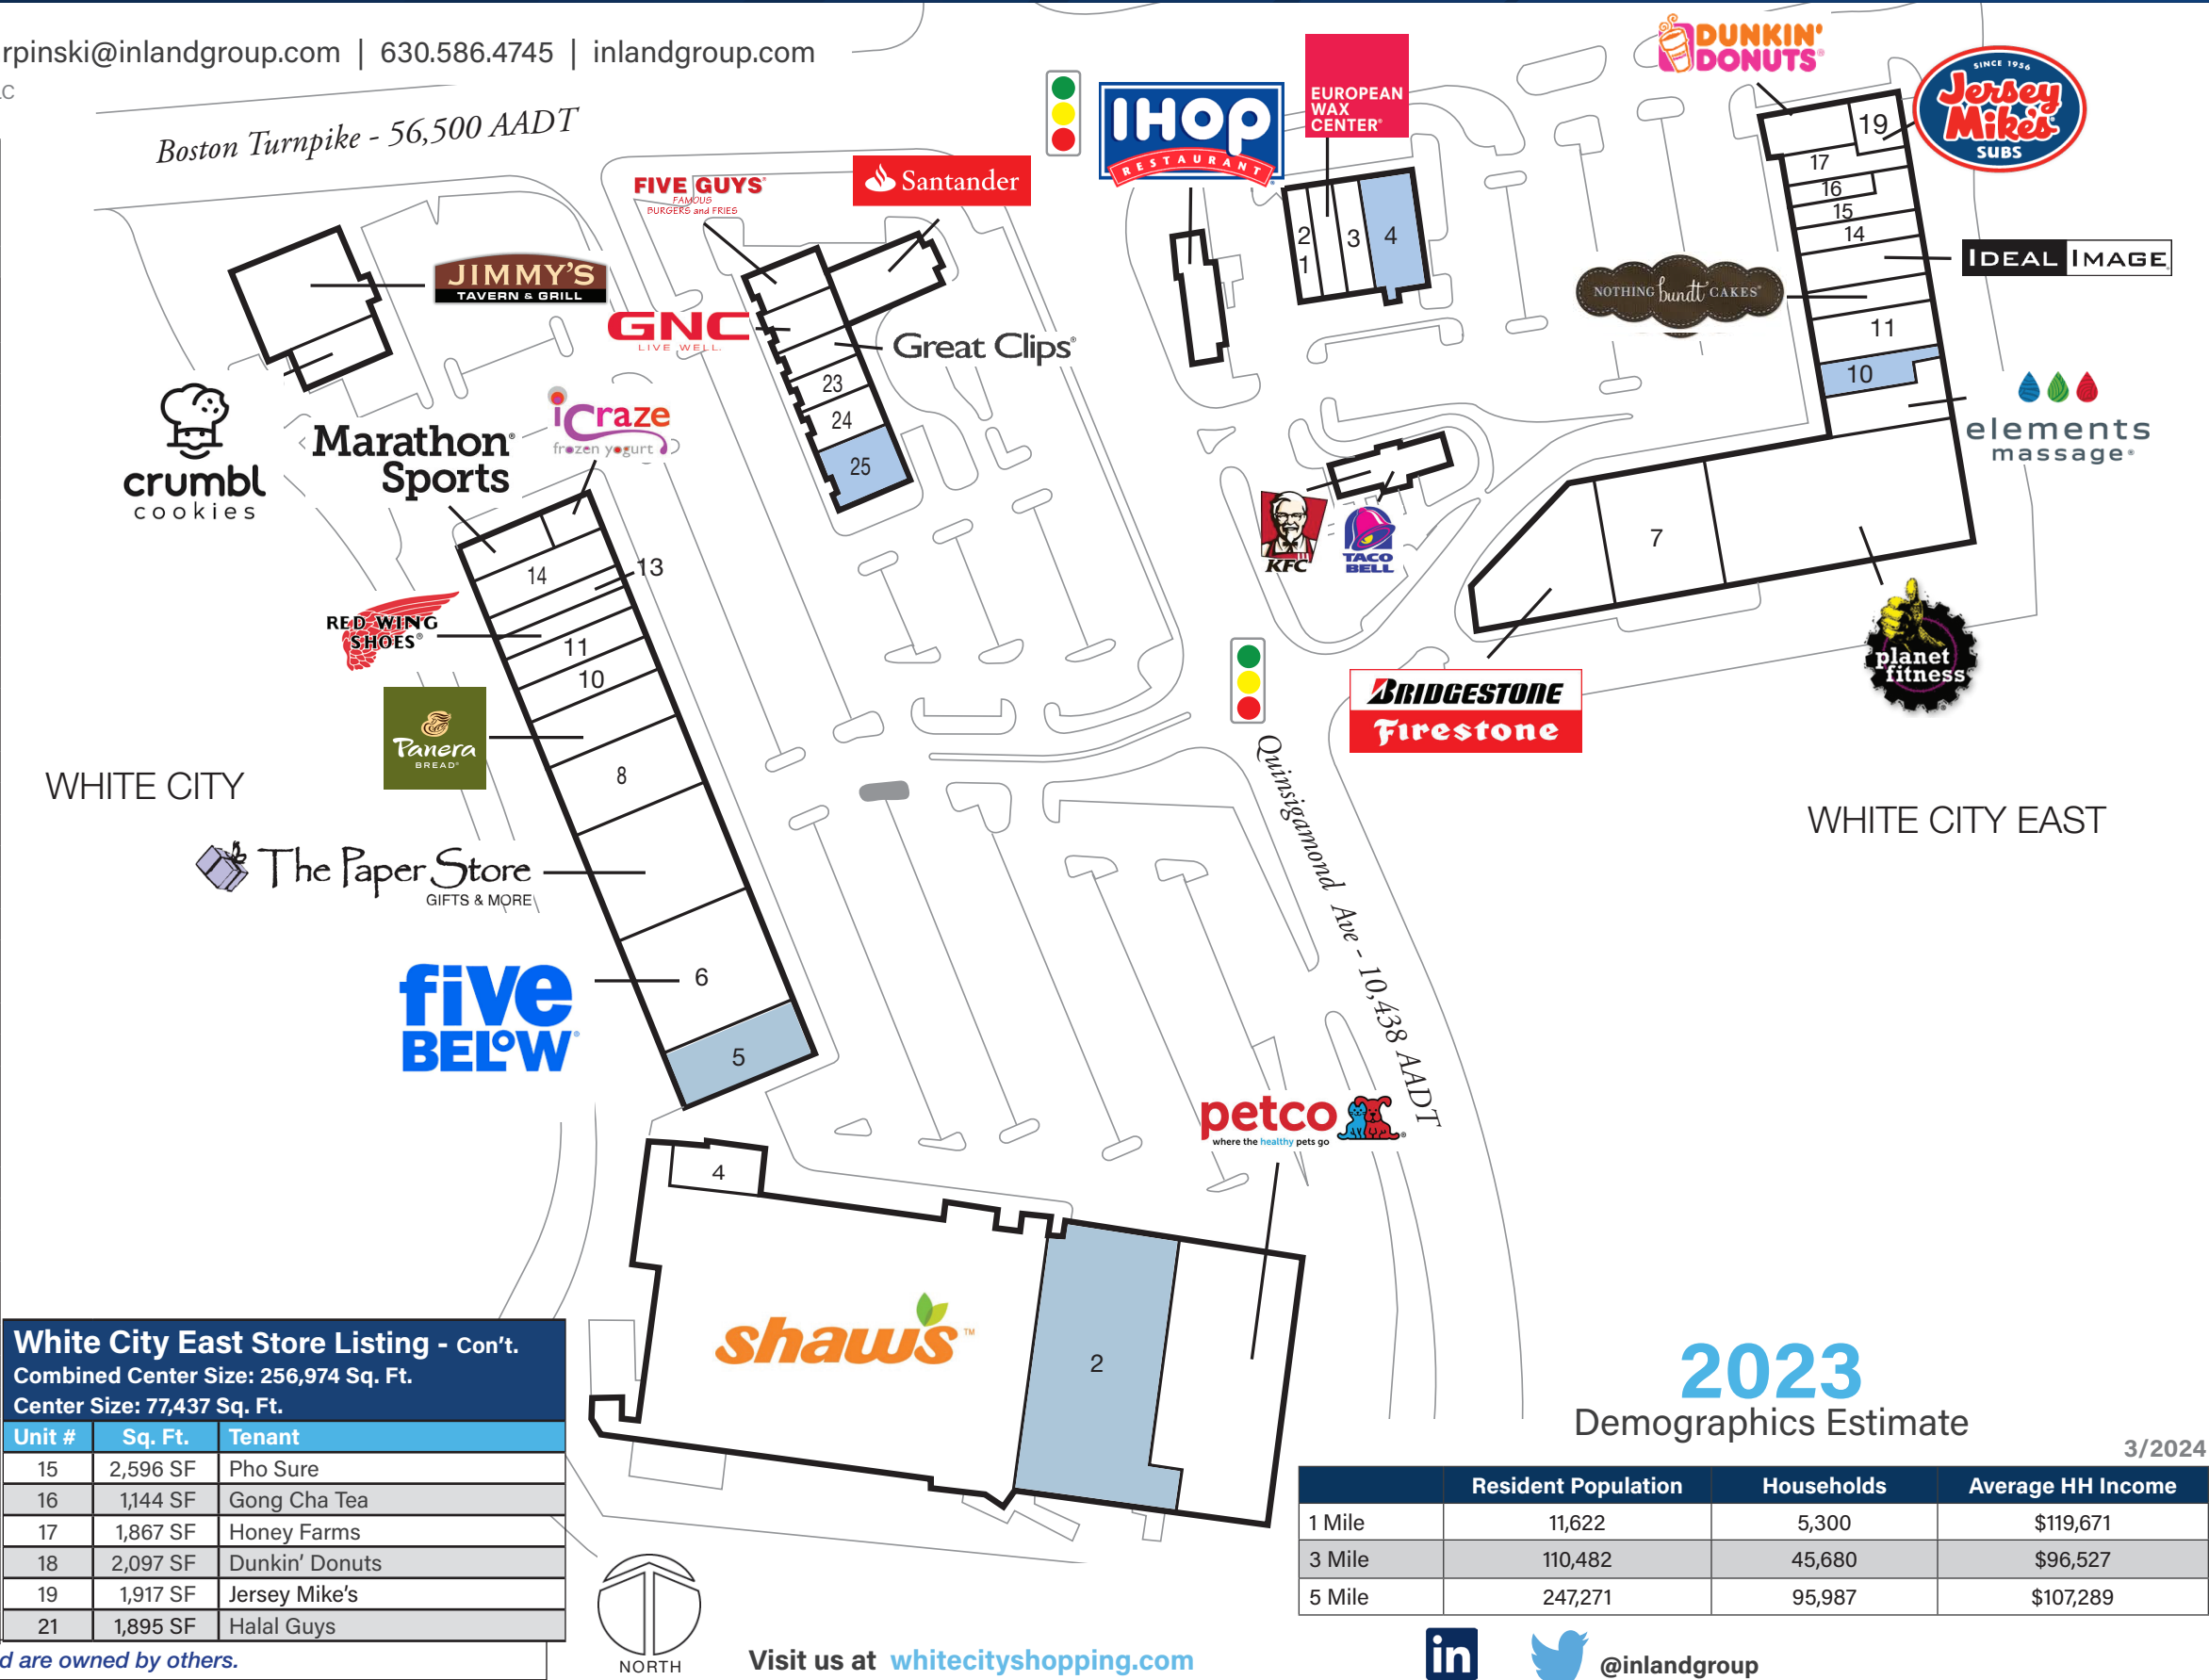 rpinski@inlandgroup.com | 630.586.4745 | inlandgroup.com
Boston Turnpike - 56,500 AADT
FIVE GUYS®
FAMOUS
BURGERS and FRIES
Santander
IHOP
RESTAURANT
EUROPEAN
WAX
CENTER®
DUNKIN'
DONUTS®
SINCE 1956
Jersey
Mike's
SUBS
19
17
16
15
14
IDEAL IMAGE
NOTHING bundt CAKES®
11
10
elements
massage®
2
1
3
4
JIMMY'S
TAVERN & GRILL
GNC
LIVE WELL.
Great Clips®
23
24
25
crumbl
cookies
Marathon®
Sports
iCraze
frozen yogurt
14
13
RED WING
SHOES®
11
10
Panera
BREAD®
8
KFC
TACO
BELL
7
planet
fitness
BRIDGESTONE
Firestone
WHITE CITY
WHITE CITY EAST
The Paper Store
GIFTS & MORE
five
BELOW®
6
5
Quinsigamond Ave - 10,438 AADT
petco
where the healthy pets go
4
shaws™
2
White City East Store Listing - Con't.
Combined Center Size: 256,974 Sq. Ft.
Center Size: 77,437 Sq. Ft.
Unit # Sq. Ft. Tenant
15 2,596 SF Pho Sure
16 1,144 SF Gong Cha Tea
17 1,867 SF Honey Farms
18 2,097 SF Dunkin' Donuts
19 1,917 SF Jersey Mike's
21 1,895 SF Halal Guys
d are owned by others.
NORTH
Visit us at whitecityshopping.com
2023
Demographics Estimate
3/2024
Resident Population Households Average HH Income
1 Mile 11,622 5,300 $119,671
3 Mile 110,482 45,680 $96,527
5 Mile 247,271 95,987 $107,289
in
@inlandgroup